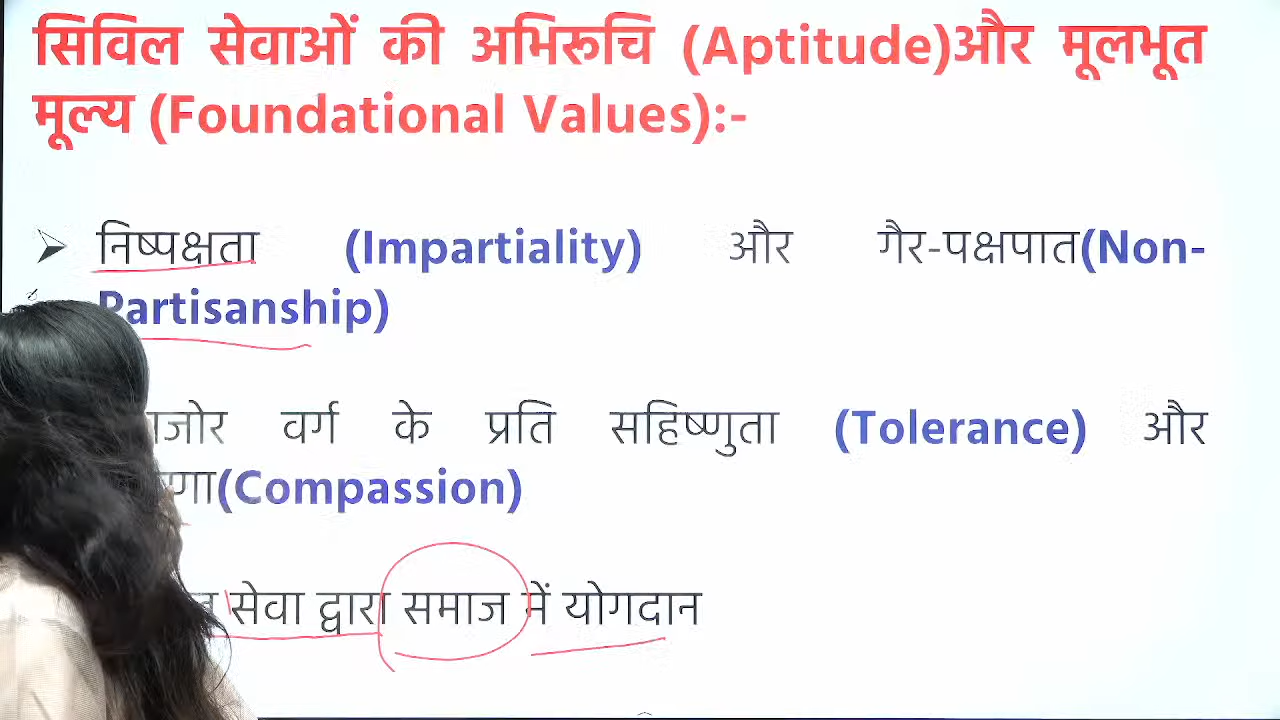 सिविल सेवाओं की अभिरूचि (Aptitude)और मूलभूत
मूल्य (Foundational Values):-
निष्पक्षता (Impartiality) और गैर-पक्षपात(Non-
Partisanship)
वर्ग के प्रति सहिष्णुता (Tolerance) और
(Compassion)
सेवा द्वारा समाज में योगदान